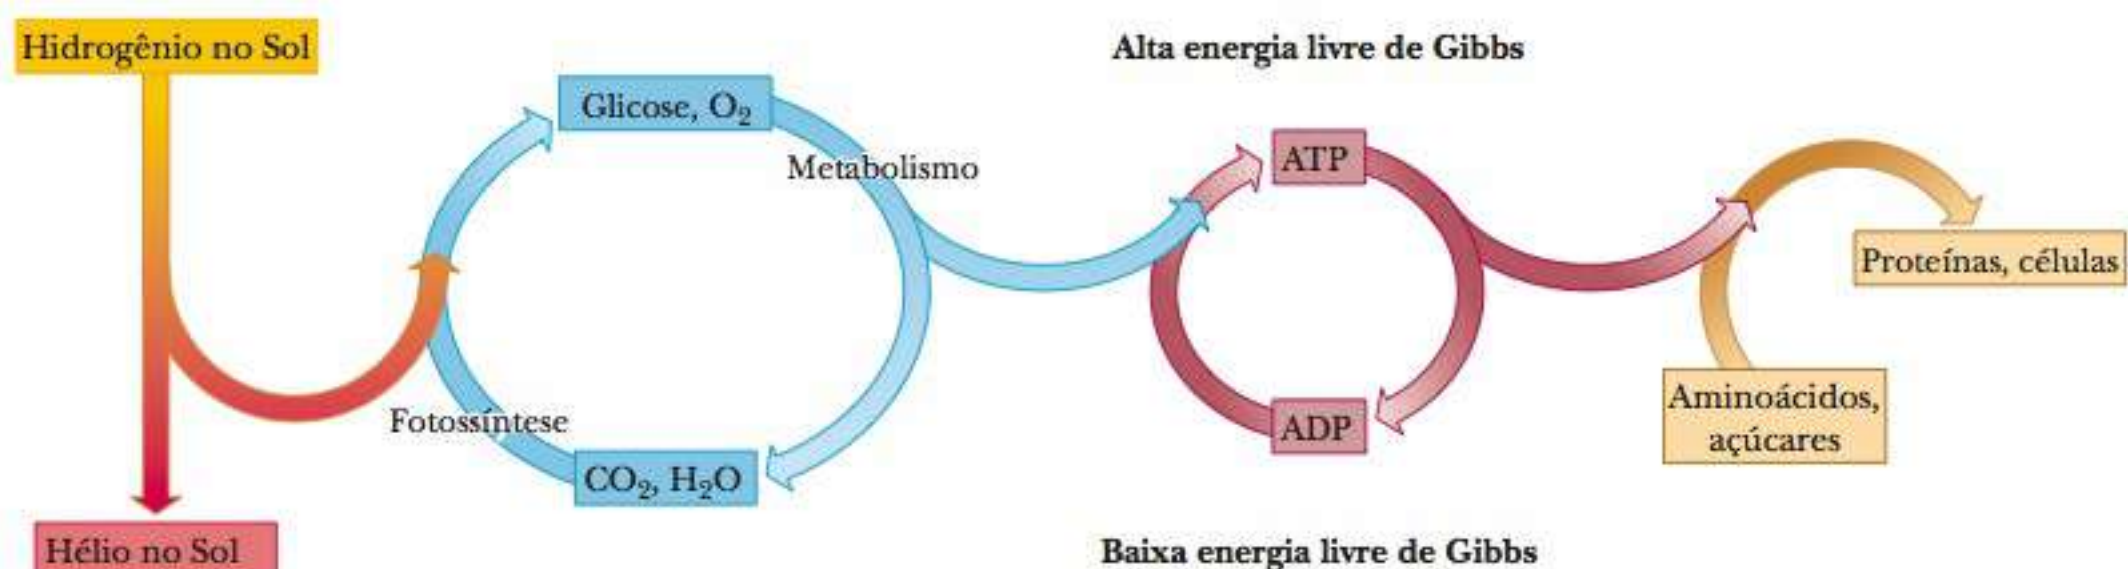 Hidrogênio no Sol
Alta energia livre de Gibbs
Glicose, O₂
Metabolismo
ATP
Proteínas, células
Fotossíntese
Aminoácidos,
açúcares
ADP
CO₂, H₂O
Hélio no Sol
Baixa energia livre de Gibbs